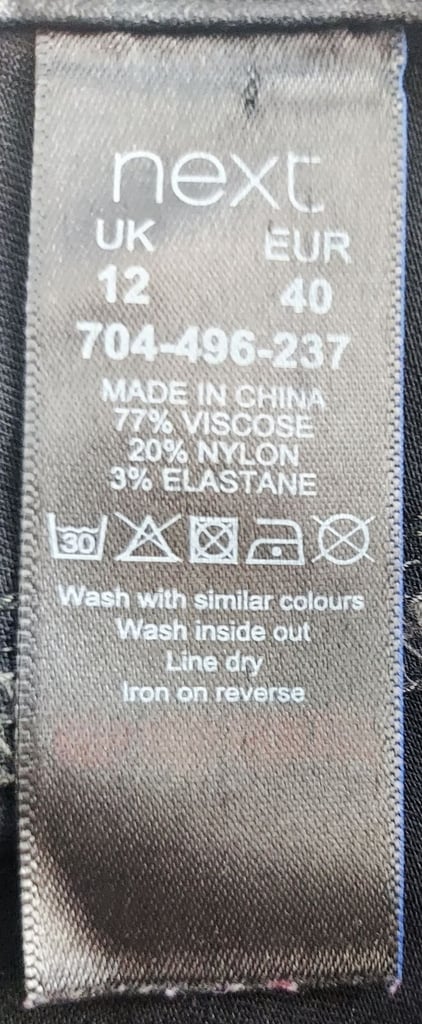 next
UK EUR
12 40
704-496-237
MADE IN CHINA
77% VISCOSE
20% NYLON
3% ELASTANE
30
Wash with similar colours
Wash inside out
Line dry
Iron on reverse